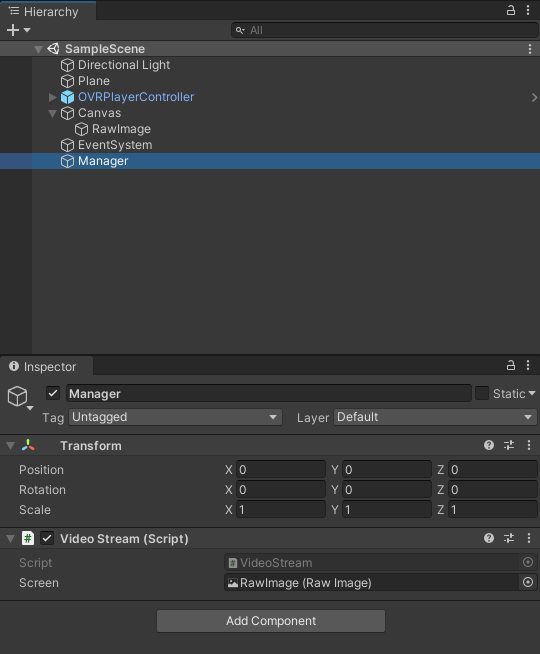 Hierarchy
All
SampleScene
Directional Light
Plane
OVRPlayerController
Canvas
RawImage
EventSystem
Manager
Inspector
Manager Static
Tag Untagged Layer Default
Transform
Position X 0 Y 0 Z 0
Rotation X 0 Y 0 Z 0
Scale X 1 Y 1 Z 1
# Video Stream (Script)
Script # VideoStream
Screen RawImage (Raw Image)
Add Component